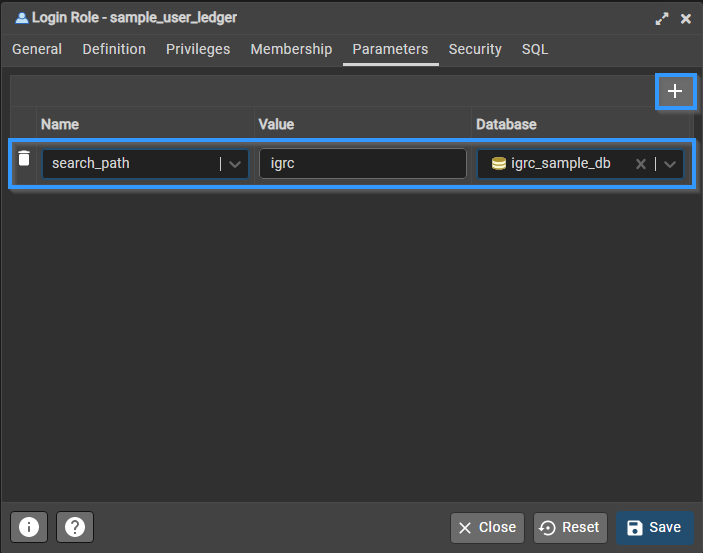 Login Role - sample_user_ledger
General Definition Privileges Membership Parameters Security SQL
Name Value Database
search_path igrc igrc_sample_db
Close Reset Save